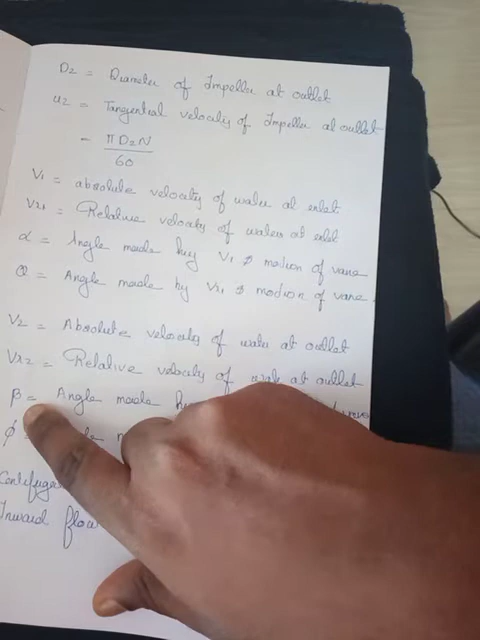 D2 = Diameter of Impeller at outlet
u2 = Tangential velocity of Impeller at outlet
= πD2N / 60
V1 = absolute velocity of water at inlet
Vr1 = Relative velocity of water at inlet
α = Angle made by V1 & motion of vane
θ = Angle made by Vr1 & motion of vane.
V2 = Absolute velocity of water at outlet
Vr2 = Relative velocity of wate at outlet
β = Angle made
φ
Inward flow